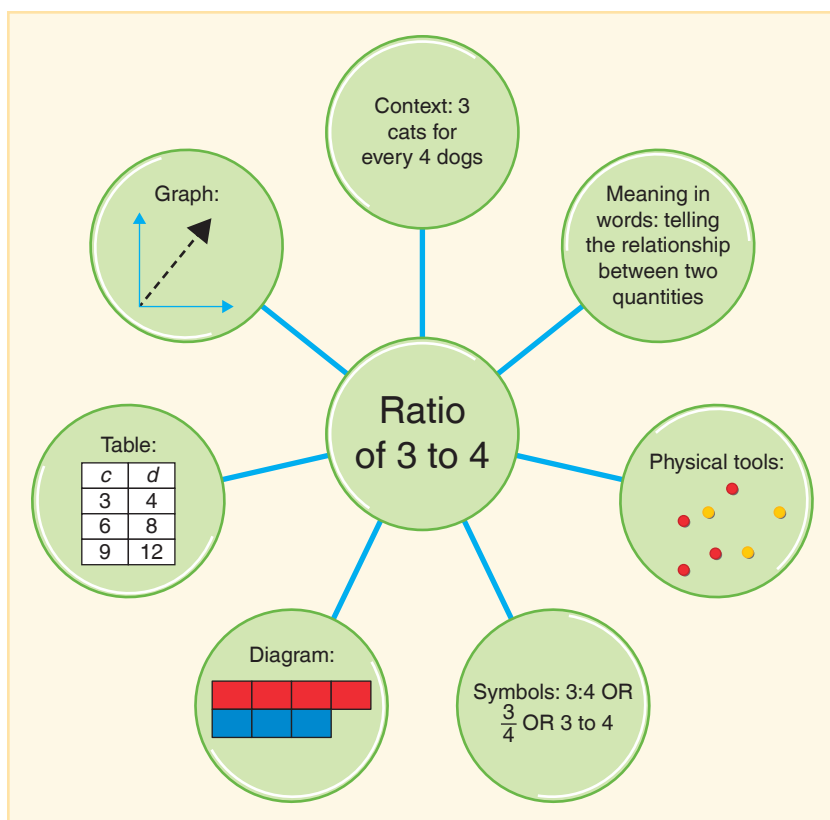 Context: 3
cats for
every 4 dogs
Graph:
Meaning in
words: telling
the relationship
between two
quantities
Ratio
of 3 to 4
Table:
c d
3 4
6 8
9 12
Physical tools:
Diagram:
Symbols: 3:4 OR
3/4 OR 3 to 4